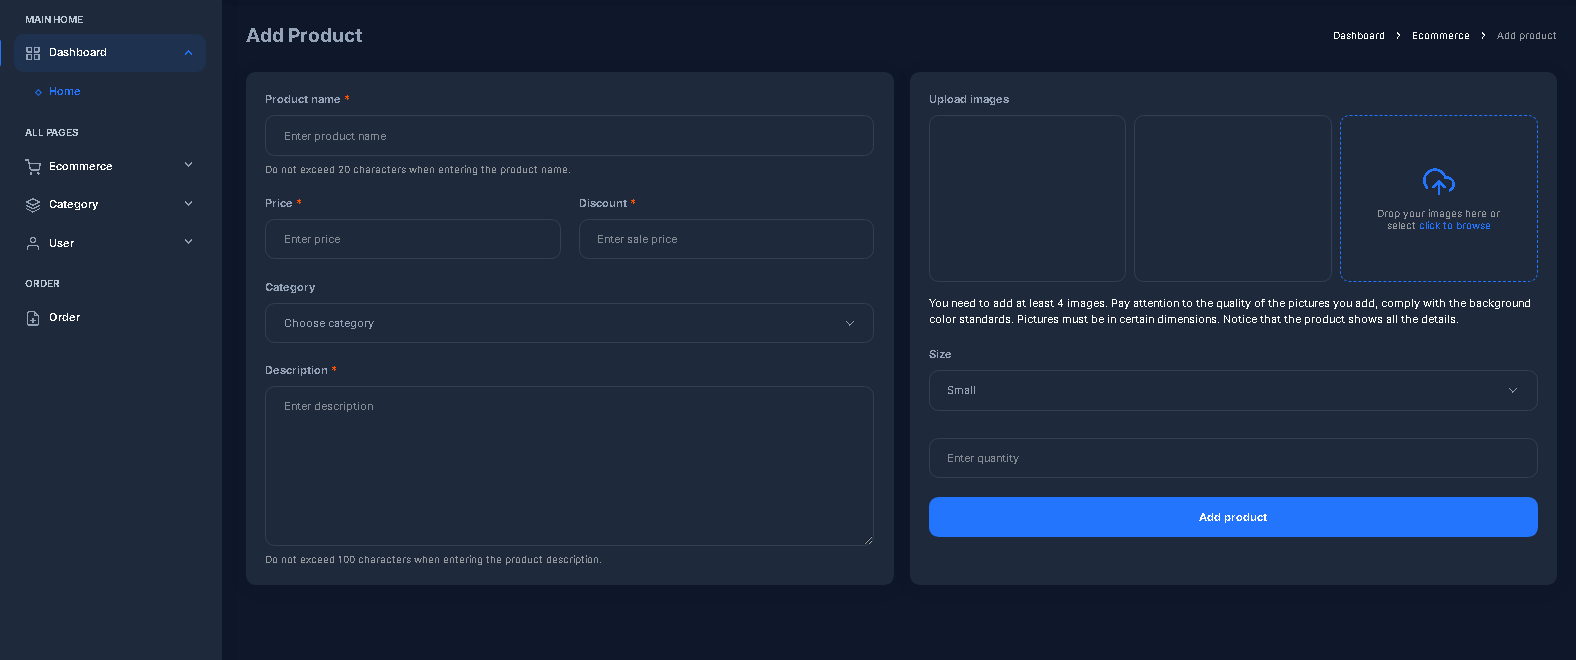 MAIN HOME
Dashboard
Home
ALL PAGES
Ecommerce
Category
User
ORDER
Order
Add Product
Dashboard > Ecommerce > Add product
Product name *
Enter product name
Do not exceed 20 characters when entering the product name.
Price * Discount *
Enter price Enter sale price
Category
Choose category
Description *
Enter description
Do not exceed 100 characters when entering the product description.
Upload images
Drop your images here or
select click to browse
You need to add at least 4 images. Pay attention to the quality of the pictures you add, comply with the background
color standards. Pictures must be in certain dimensions. Notice that the product shows all the details.
Size
Small
Enter quantity
Add product